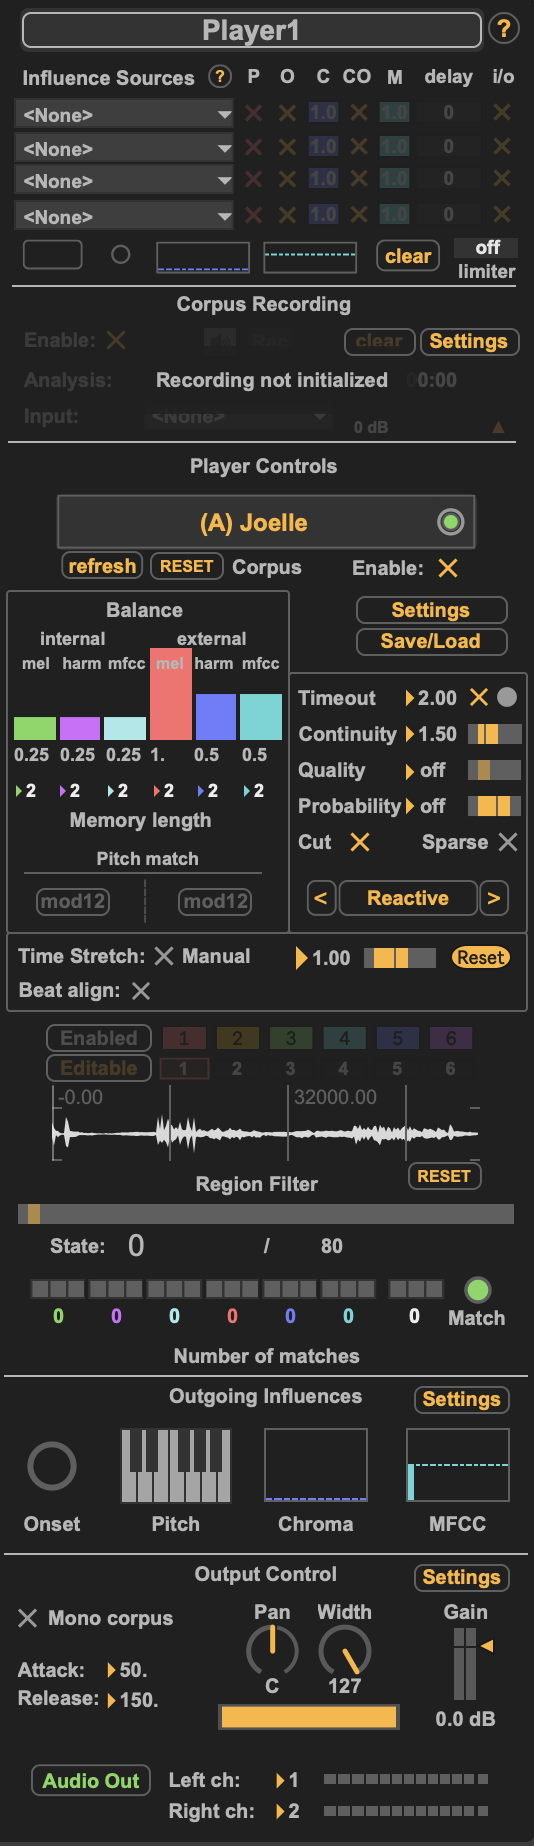 Player1 ?
Influence Sources ? P O C CO M delay i/o
<None> 1.0 1.0 0
<None> 1.0 1.0 0
<None> 1.0 1.0 0
<None> 1.0 1.0 0
clear off
limiter
Corpus Recording
Enable: clear Settings
Analysis: Recording not initialized 00:00
Input: <None> 0 dB
Player Controls
(A) Joelle
refresh RESET Corpus Enable:
Balance
internal external
mel harm mfcc mel harm mfcc
0.25 0.25 0.25 1. 0.5 0.5
2 2 2 2 2 2
Memory length
Pitch match
mod12 mod12
Settings
Save/Load
Timeout 2.00
Continuity 1.50
Quality off
Probability off
Cut Sparse
< Reactive >
Time Stretch: Manual 1.00 Reset
Beat align:
Enabled 1 2 3 4 5 6
Editable 1 2 3 4 5 6
-0.00 32000.00
Region Filter RESET
State: 0 / 80
0 0 0 0 0 0 0 Match
Number of matches
Outgoing Influences Settings
Onset Pitch Chroma MFCC
Output Control Settings
Mono corpus Pan Width Gain
Attack: 50.
Release: 150.
C 127
0.0 dB
Audio Out Left ch: 1
Right ch: 2